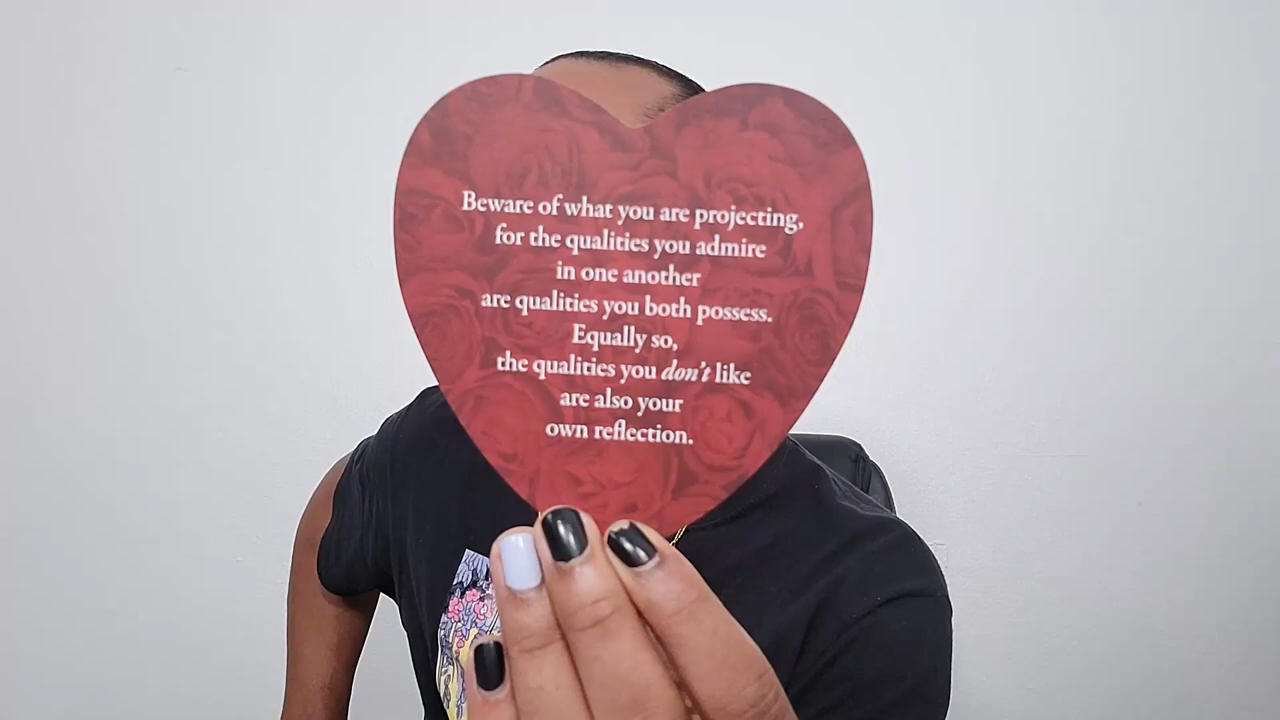 Beware of what you are projecting,
for the qualities you admire
in one another
are qualities you both possess.
Equally so,
the qualities you don't like
are also your
own reflection.